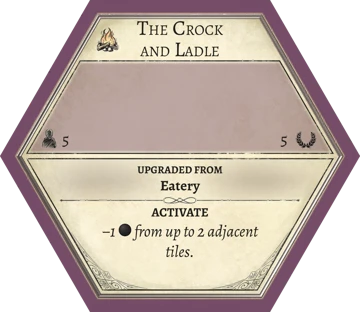 The Crock
and Ladle
5 5
UPGRADED FROM
Eatery
ACTIVATE
–1 from up to 2 adjacent
tiles.